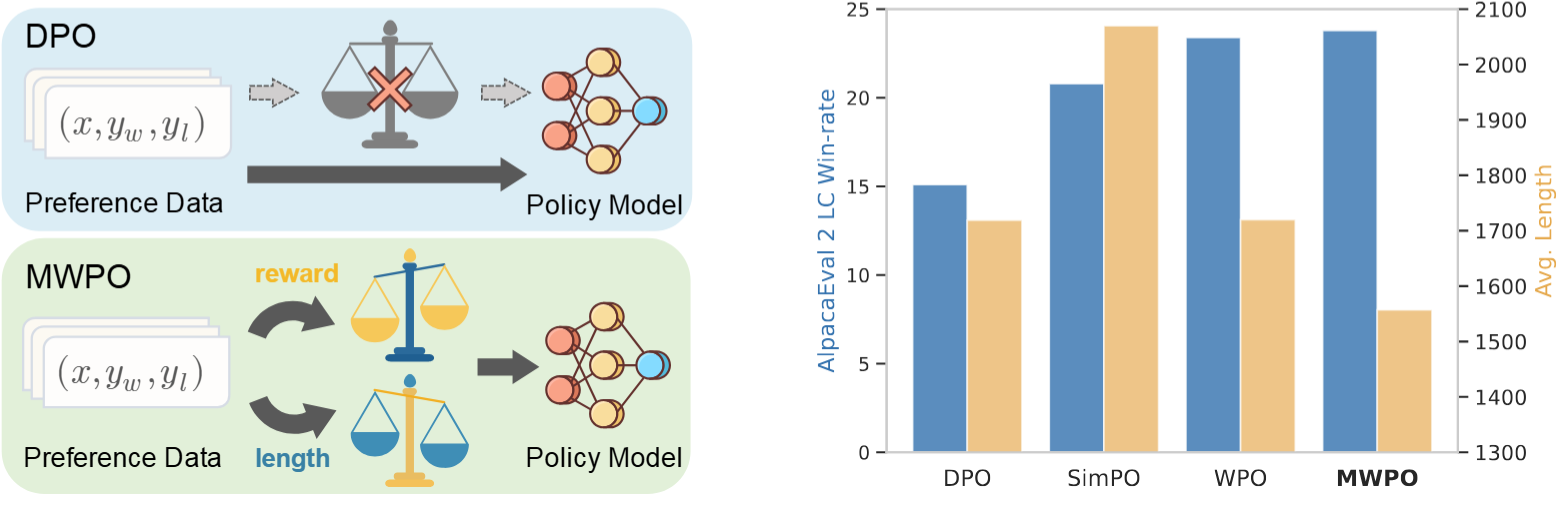 DPO
(x, y_w, y_l)
Preference Data
Policy Model
MWPO
reward
(x, y_w, y_l)
length
Preference Data
Policy Model
AlpacaEval 2 LC Win-rate
25
20
15
10
5
0
2100
2000
1900
1800
1700
1600
1500
1400
1300
Avg. Length
DPO
SimPO
WPO
MWPO